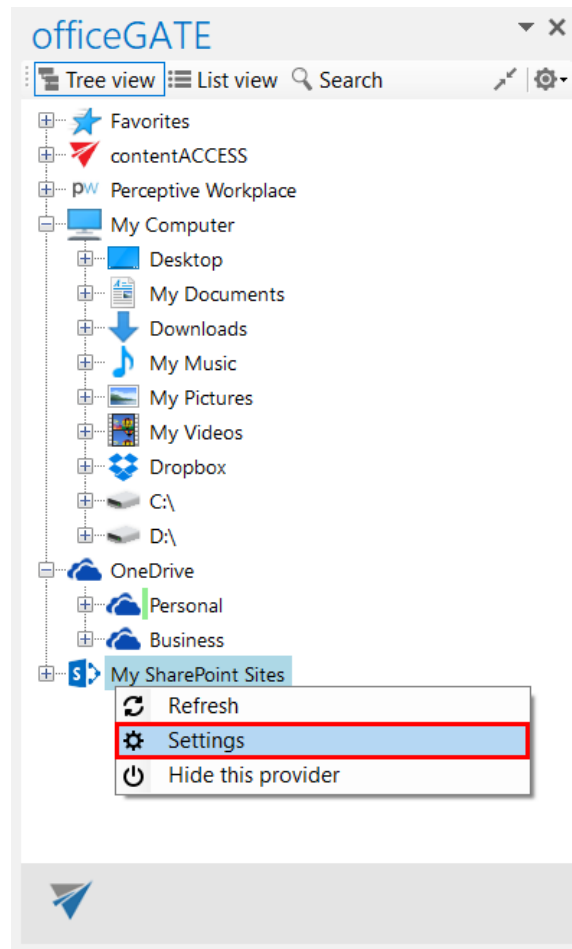 officeGATE
Tree view List view Search
Favorites
contentACCESS
pw Perceptive Workplace
My Computer
Desktop
My Documents
Downloads
My Music
My Pictures
My Videos
Dropbox
C:\
D:\
OneDrive
Personal
Business
S My SharePoint Sites
Refresh
Settings
Hide this provider